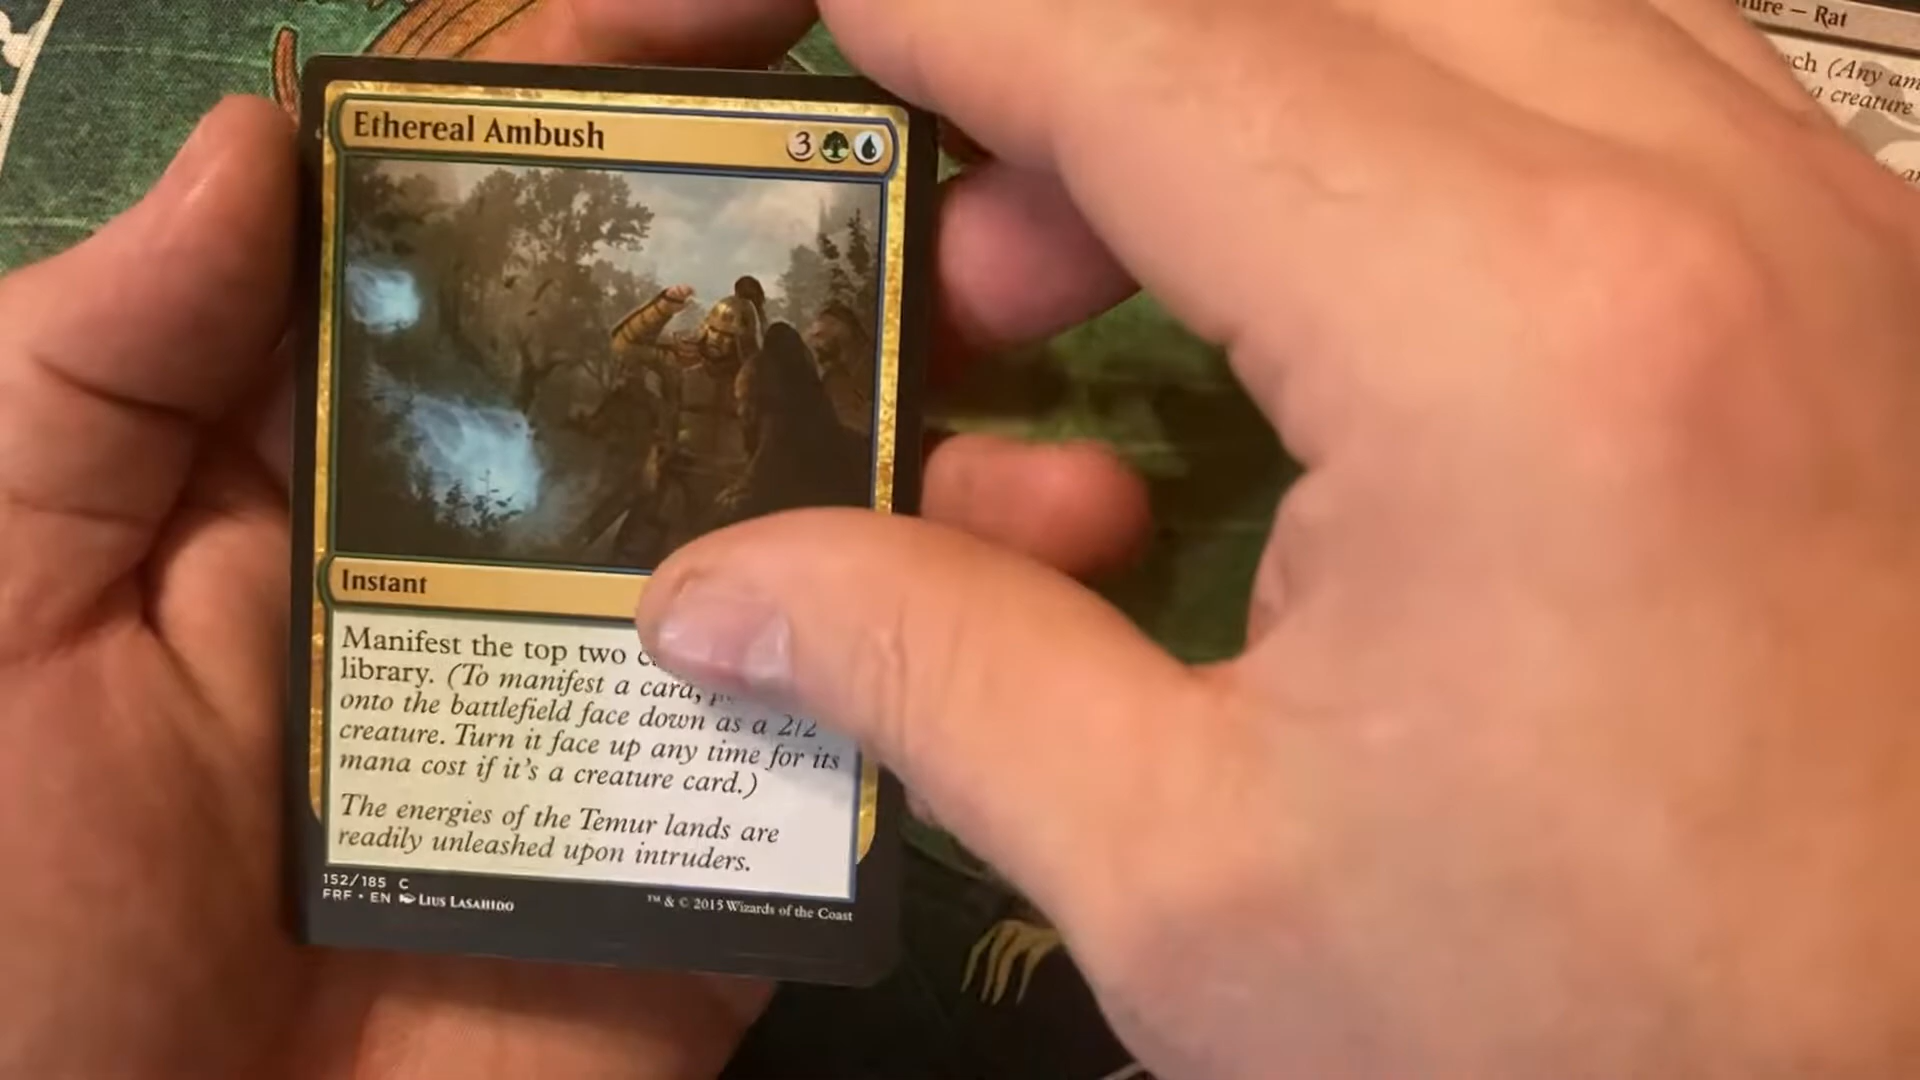 Ethereal Ambush 3
Instant
Manifest the top two
library. (To manifest a card,
onto the battlefield face down as a 2/2
creature. Turn it face up any time for its
mana cost if it's a creature card.)
The energies of the Temur lands are
readily unleashed upon intruders.
152/185 C
FRF • EN Lius Lasahido
™ & © 2015 Wizards of the Coast
– Rat
(Any
a creature